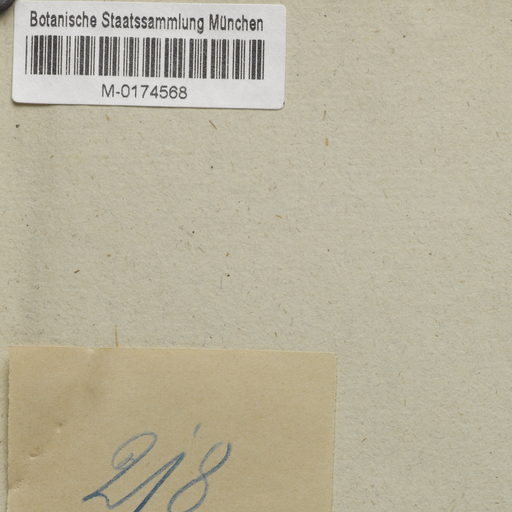 Botanische Staatssammlung München
M-0174568
218